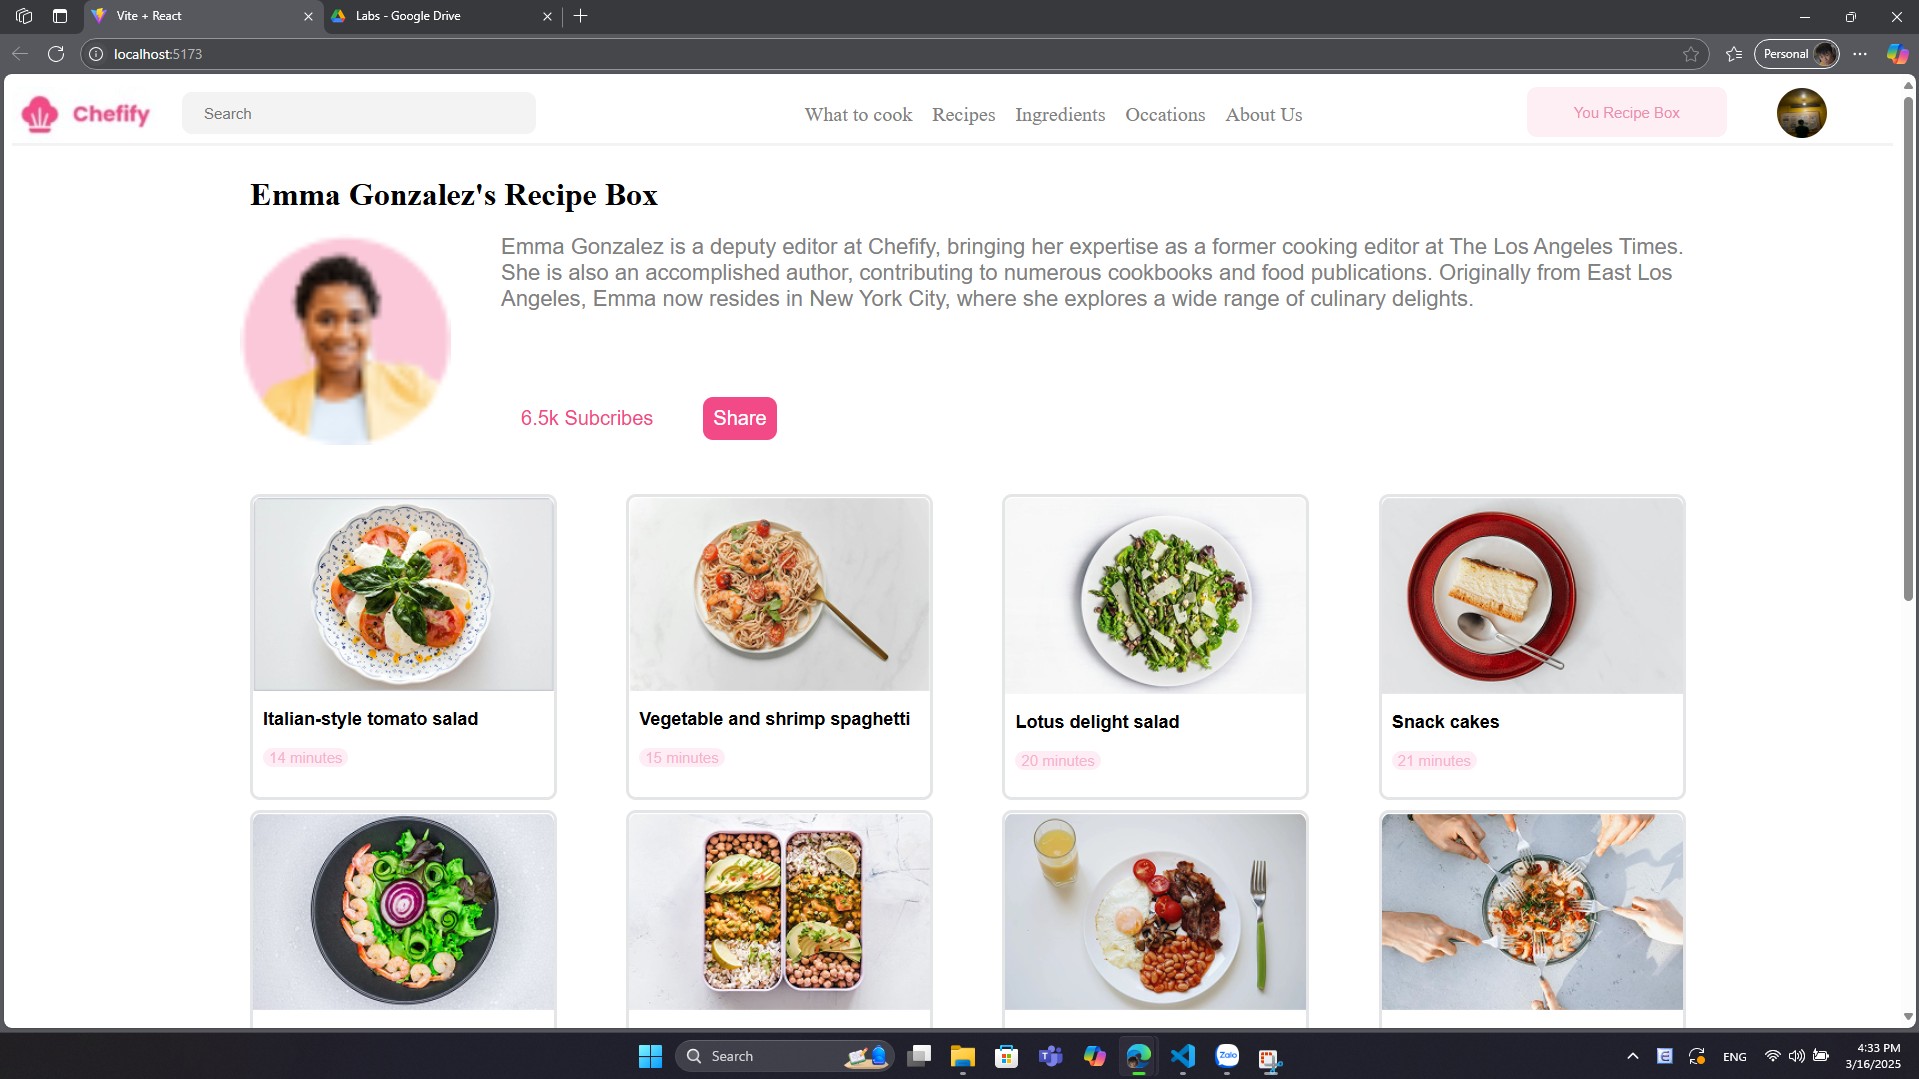 Vite + React
Labs - Google Drive
localhost:5173
Personal
Chefify
Search
What to cook
Recipes
Ingredients
Occations
About Us
You Recipe Box
Emma Gonzalez's Recipe Box
Emma Gonzalez is a deputy editor at Chefify, bringing her expertise as a former cooking editor at The Los Angeles Times.
She is also an accomplished author, contributing to numerous cookbooks and food publications. Originally from East Los
Angeles, Emma now resides in New York City, where she explores a wide range of culinary delights.
6.5k Subcribes
Share
Italian-style tomato salad
14 minutes
Vegetable and shrimp spaghetti
15 minutes
Lotus delight salad
20 minutes
Snack cakes
21 minutes
Search
Zalo
E
ENG
4:33 PM
3/16/2025